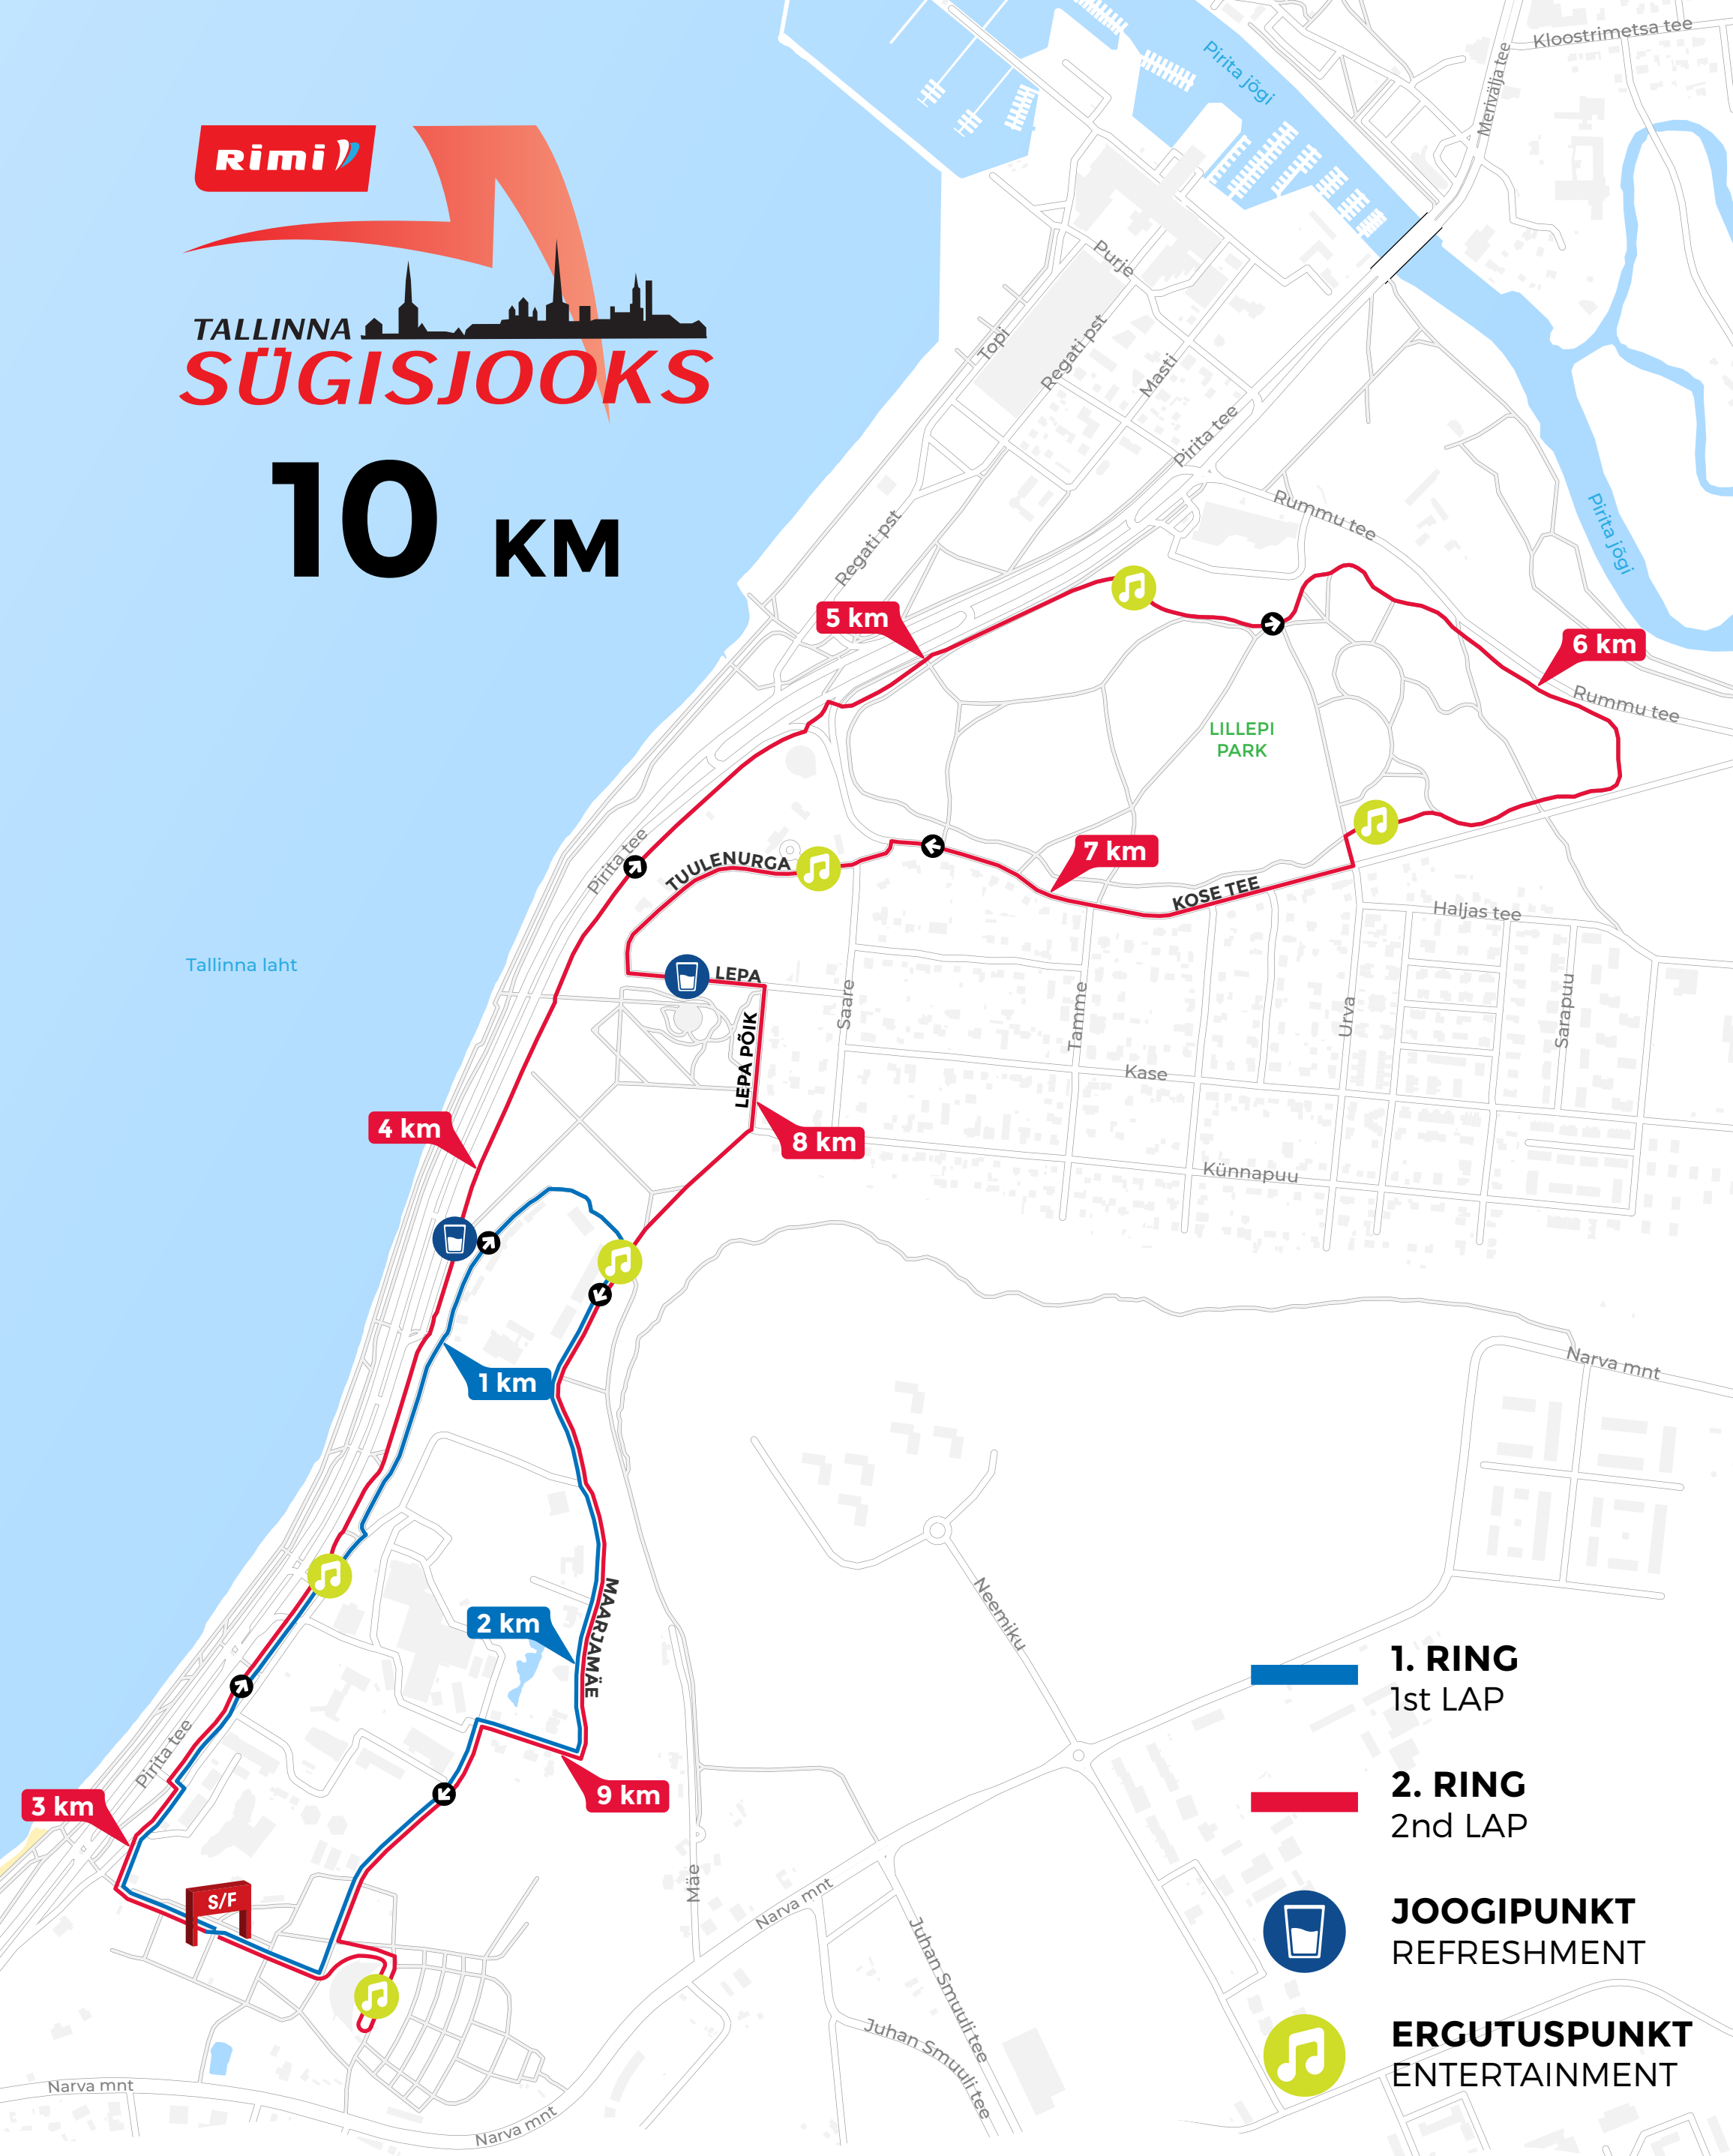 Rimi
TALLINNA
SÜGISJOOKS
10 KM
Kloostrimetsa tee
Merivälja tee
Pirita jõgi
Purje
Topi
Regati pst
Masti
Pirita tee
Regati pst
Rummu tee
Pirita jõgi
5 km
6 km
Rummu tee
LILLEPI
PARK
Pirita tee
TUULENURGA
7 km
KOSE TEE
Haljas tee
Tallinna laht
LEPA
Saare
Tamme
Urva
Sarapuu
LEPA PÕIK
Kase
4 km
8 km
Künnapuu
1 km
Narva mnt
MAARJAMÄE
2 km
Neemiku
Pirita tee
3 km
9 km
S/F
Mäe
Narva mnt
Juhan Smuuli tee
Juhan Smuuli tee
Narva mnt
Narva mnt
1. RING
1st LAP
2. RING
2nd LAP
JOOGIPUNKT
REFRESHMENT
ERGUTUSPUNKT
ENTERTAINMENT